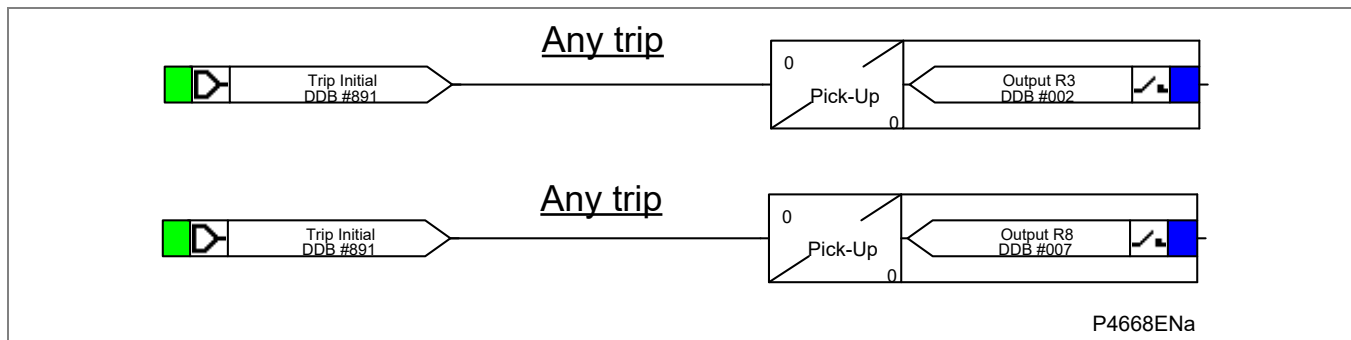 Any trip
Trip Initial
DDB #891
0
Pick-Up
0
Output R3
DDB #002
Any trip
Trip Initial
DDB #891
0
Pick-Up
0
Output R8
DDB #007
P4668ENa